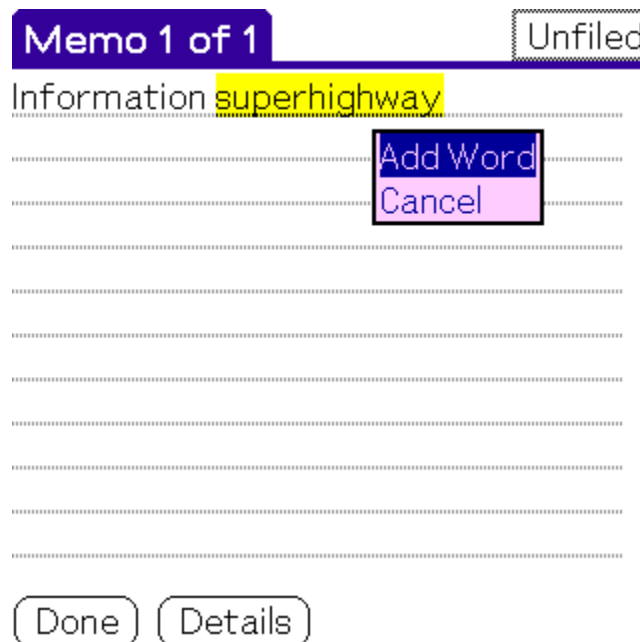 Memo 1 of 1 Unfiled
Information superhighway
Add Word
Cancel
Done Details